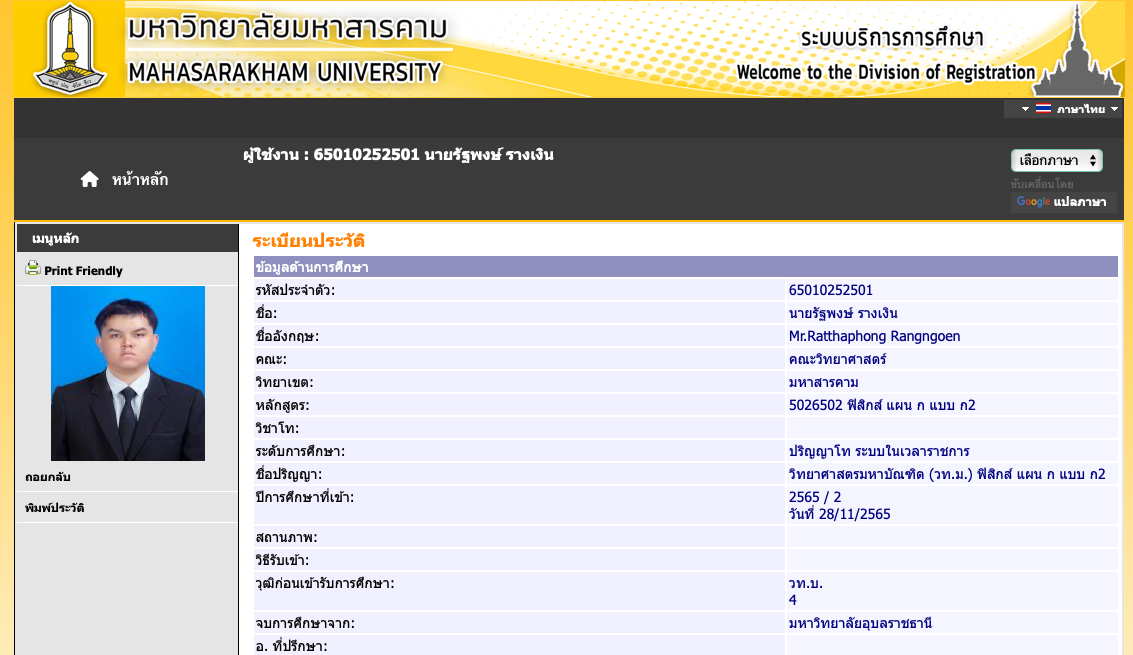 มหาวิทยาลัยมหาสารคาม
MAHASARAKHAM UNIVERSITY
ระบบบริการการศึกษา
Welcome to the Division of Registration
ภาษาไทย
ผู้ใช้งาน : 65010252501 นายรัฐพงษ์ รางเงิน
หน้าหลัก
เลือกภาษา
ขับเคลื่อนโดย
Google แปลภาษา
เมนูหลัก
Print Friendly
ถอยกลับ
พิมพ์ประวัติ
ระเบียนประวัติ
ข้อมูลด้านการศึกษา
รหัสประจำตัว: 65010252501
ชื่อ: นายรัฐพงษ์ รางเงิน
ชื่ออังกฤษ: Mr.Ratthaphong Rangngoen
คณะ: คณะวิทยาศาสตร์
วิทยาเขต: มหาสารคาม
หลักสูตร: 5026502 ฟิสิกส์ แผน ก แบบ ก2
วิชาโท:
ระดับการศึกษา: ปริญญาโท ระบบในเวลาราชการ
ชื่อปริญญา: วิทยาศาสตรมหาบัณฑิต (วท.ม.) ฟิสิกส์ แผน ก แบบ ก2
ปีการศึกษาที่เข้า: 2565 / 2
วันที่ 28/11/2565
สถานภาพ:
วิธีรับเข้า:
วุฒิก่อนเข้ารับการศึกษา: วท.บ.
4
จบการศึกษาจาก: มหาวิทยาลัยอุบลราชธานี
อ. ที่ปรึกษา: